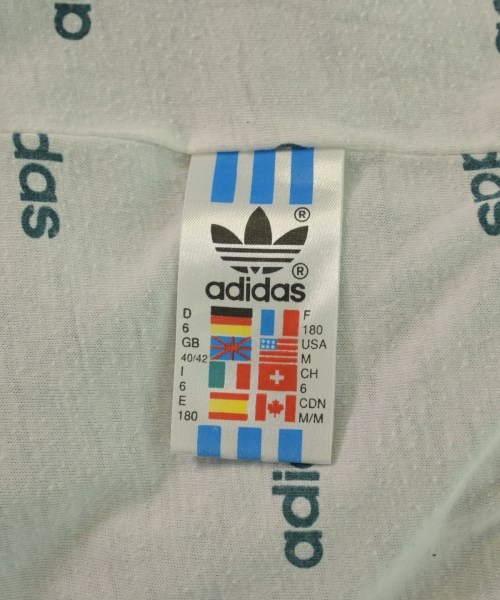 adidas
adidas
®
®
adidas
D F
6 180
GB USA
40/42 M
I CH
6 6
E CDN
180 M/M
adidas